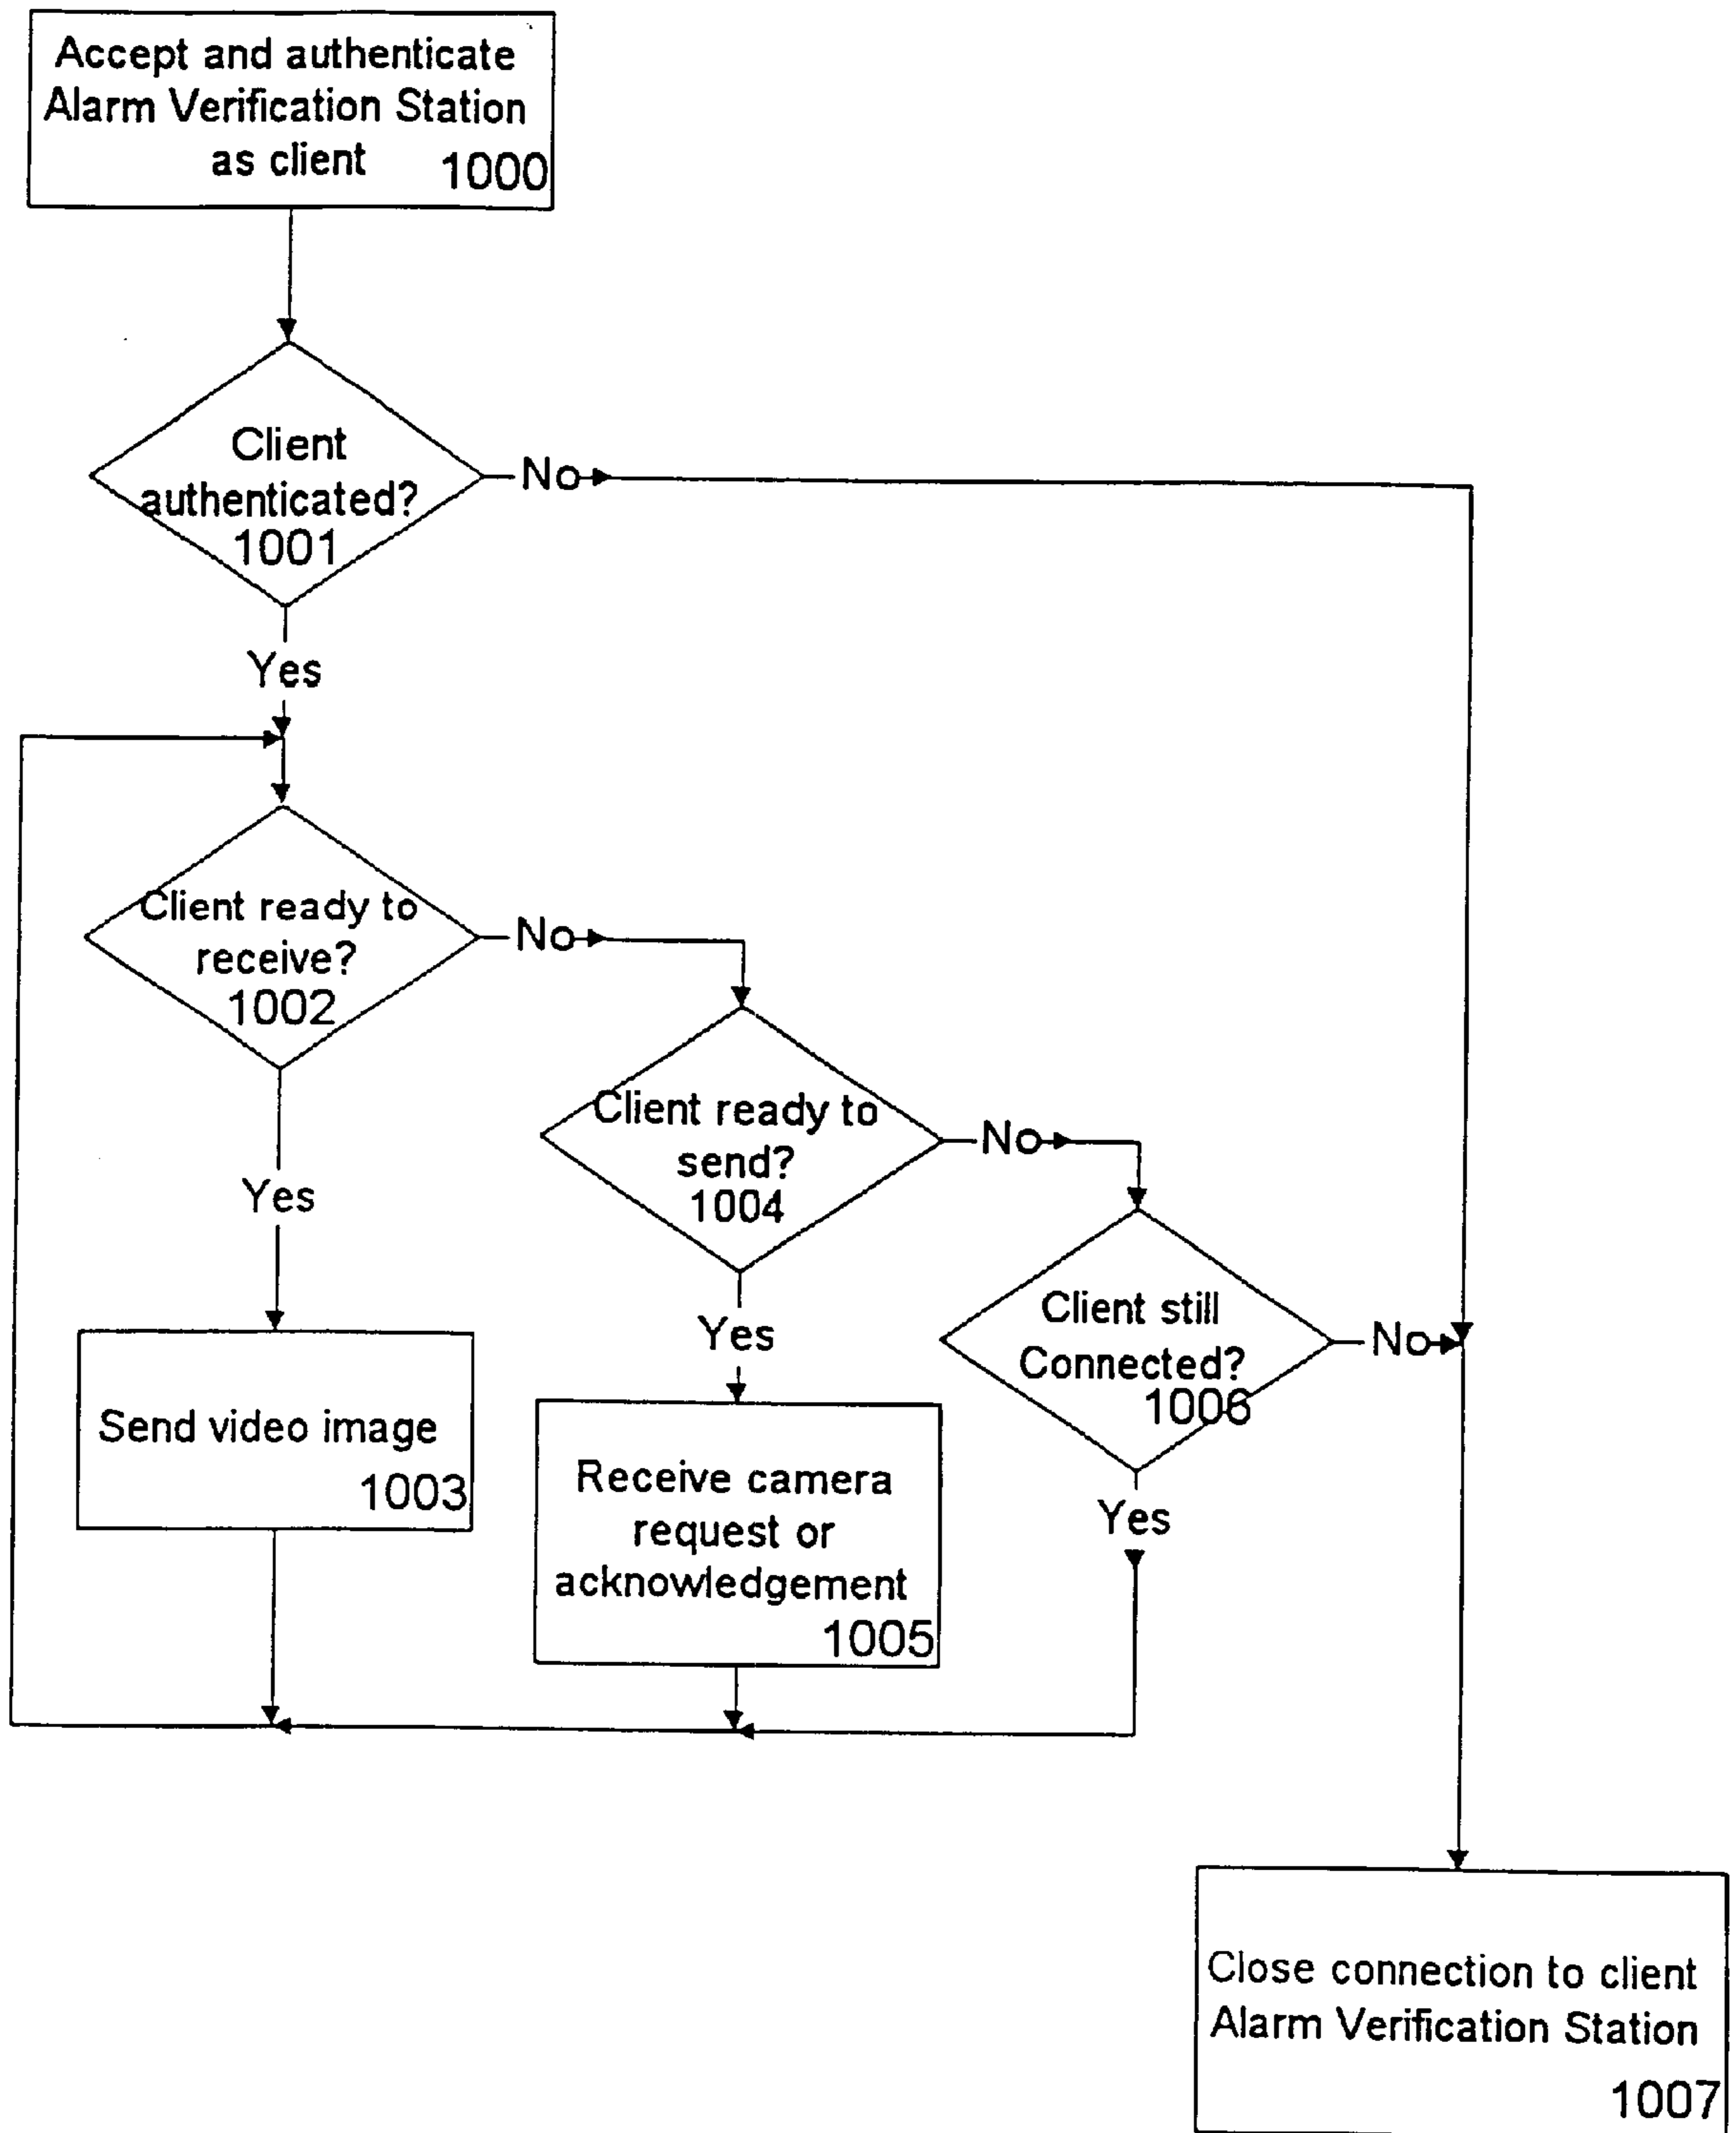 Accept and authenticate
Alarm Verification Station
as client 1000
Client
authenticated?
1001
No
Yes
Client ready to
receive?
1002
No
Yes
Client ready to
send?
1004
No
Yes
Client still
Connected?
1006
No
Yes
Send video image
1003
Receive camera
request or
acknowledgement
1005
Close connection to client
Alarm Verification Station
1007